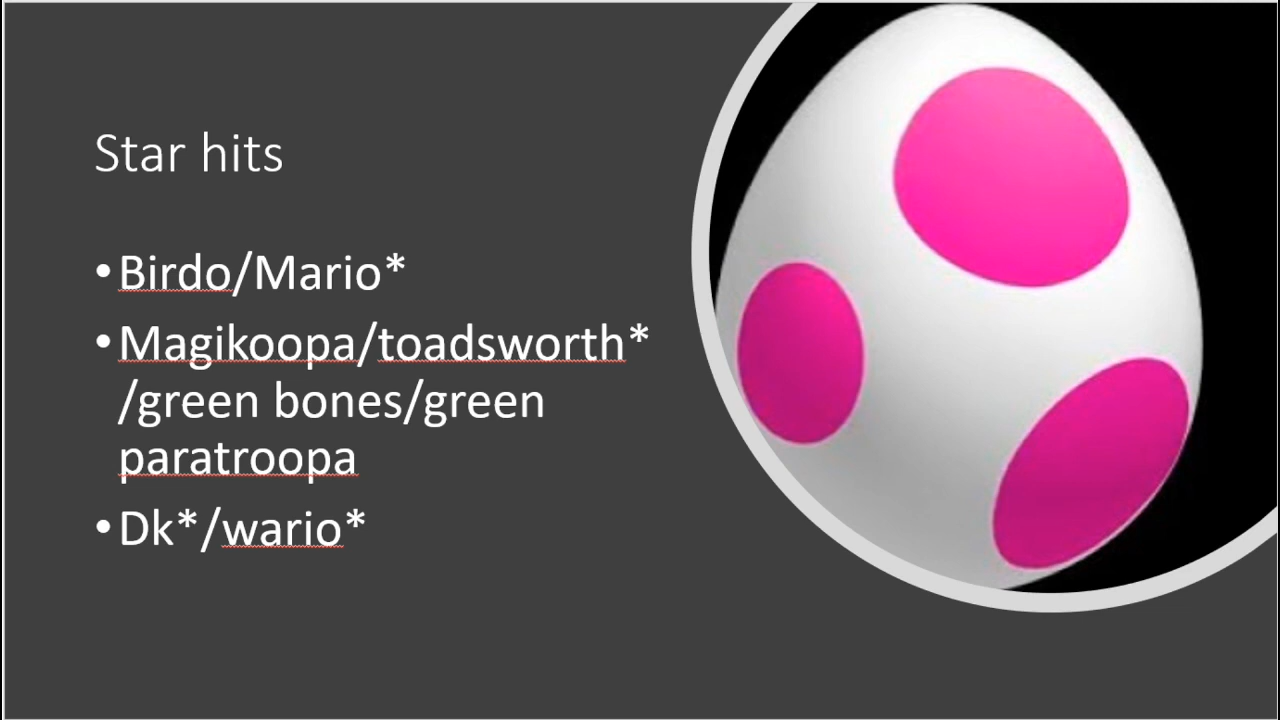 Star hits
•Birdo/Mario*
•Magikoopa/toadsworth*
/green bones/green
paratroopa
•Dk*/wario*